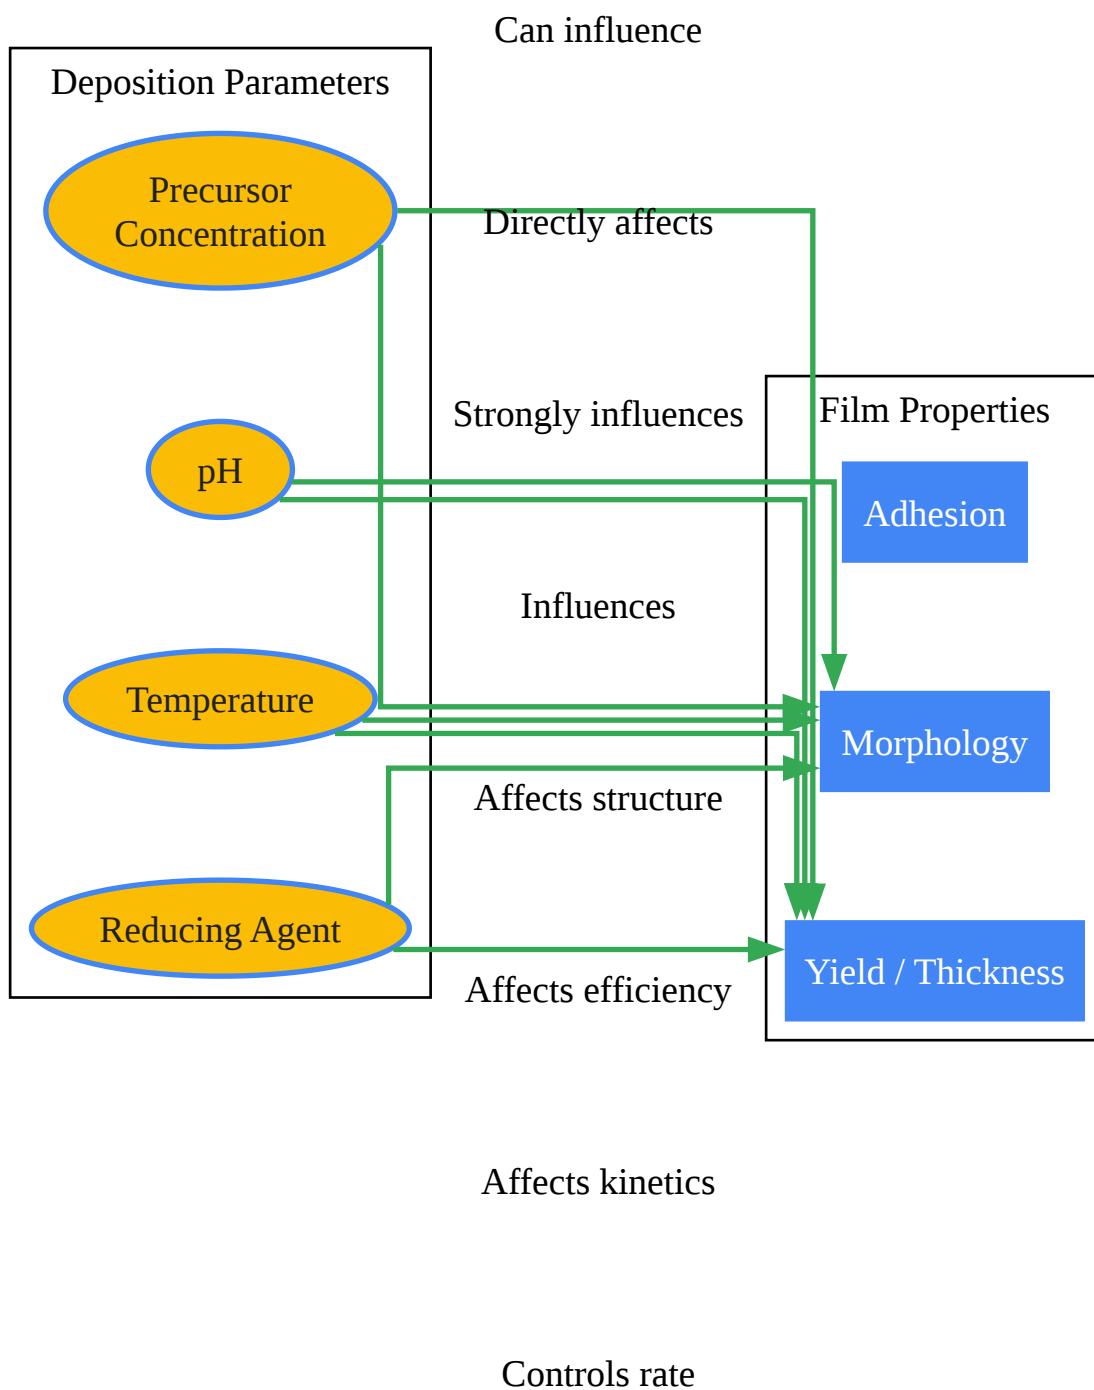 Can influence
Deposition Parameters
Precursor
Concentration
Directly affects
Strongly influences
Film Properties
pH
Adhesion
Influences
Temperature
Morphology
Affects structure
Reducing Agent
Yield / Thickness
Affects efficiency
Affects kinetics
Controls rate